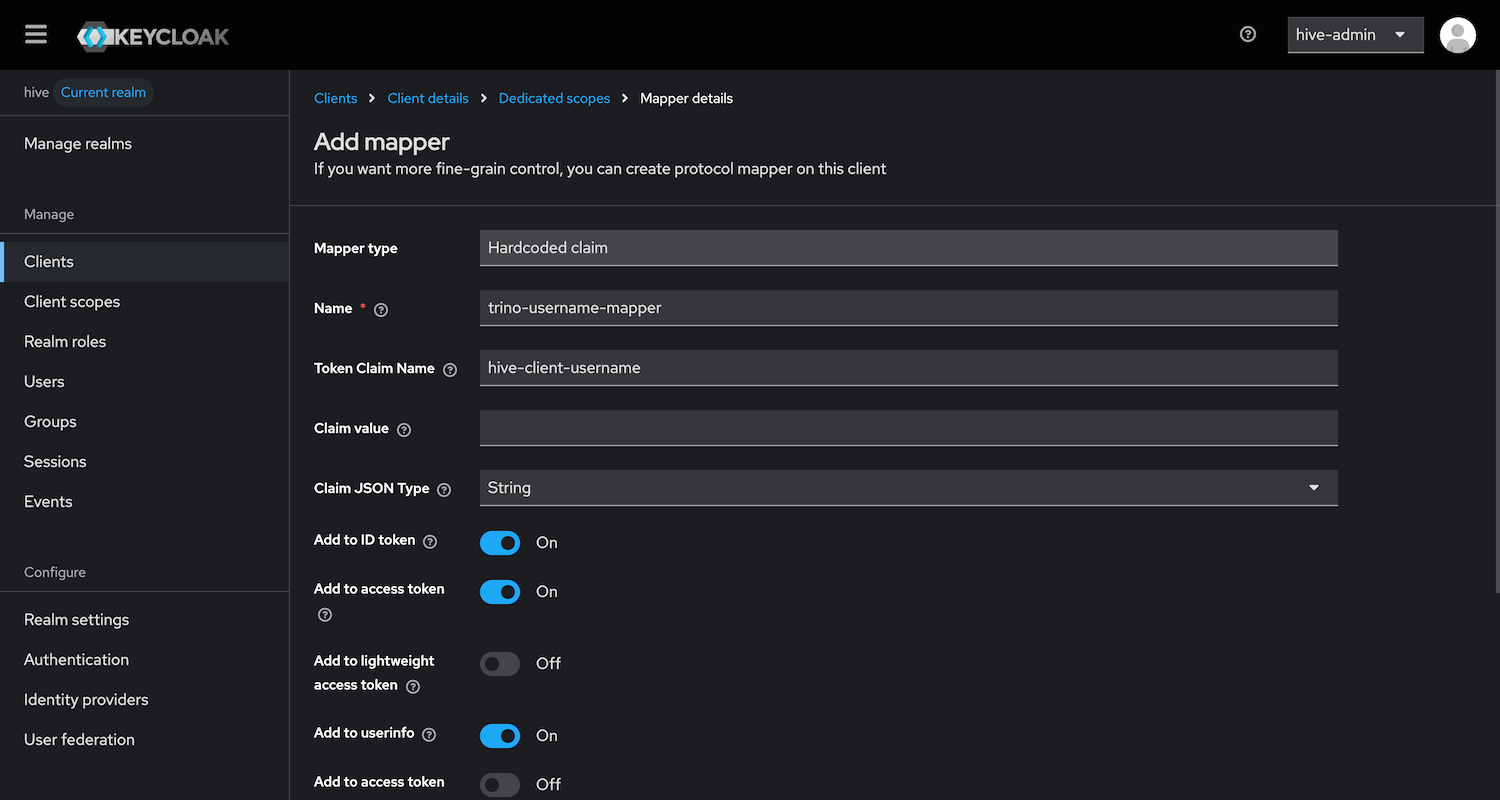 KEYCLOAK
hive-admin
hive Current realm
Manage realms
Manage
Clients
Client scopes
Realm roles
Users
Groups
Sessions
Events
Configure
Realm settings
Authentication
Identity providers
User federation
Clients > Client details > Dedicated scopes > Mapper details
Add mapper
If you want more fine-grain control, you can create protocol mapper on this client
Mapper type Hardcoded claim
Name * trino-username-mapper
Token Claim Name hive-client-username
Claim value
Claim JSON Type String
Add to ID token On
Add to access token On
Add to lightweight
access token Off
Add to userinfo On
Add to access token Off